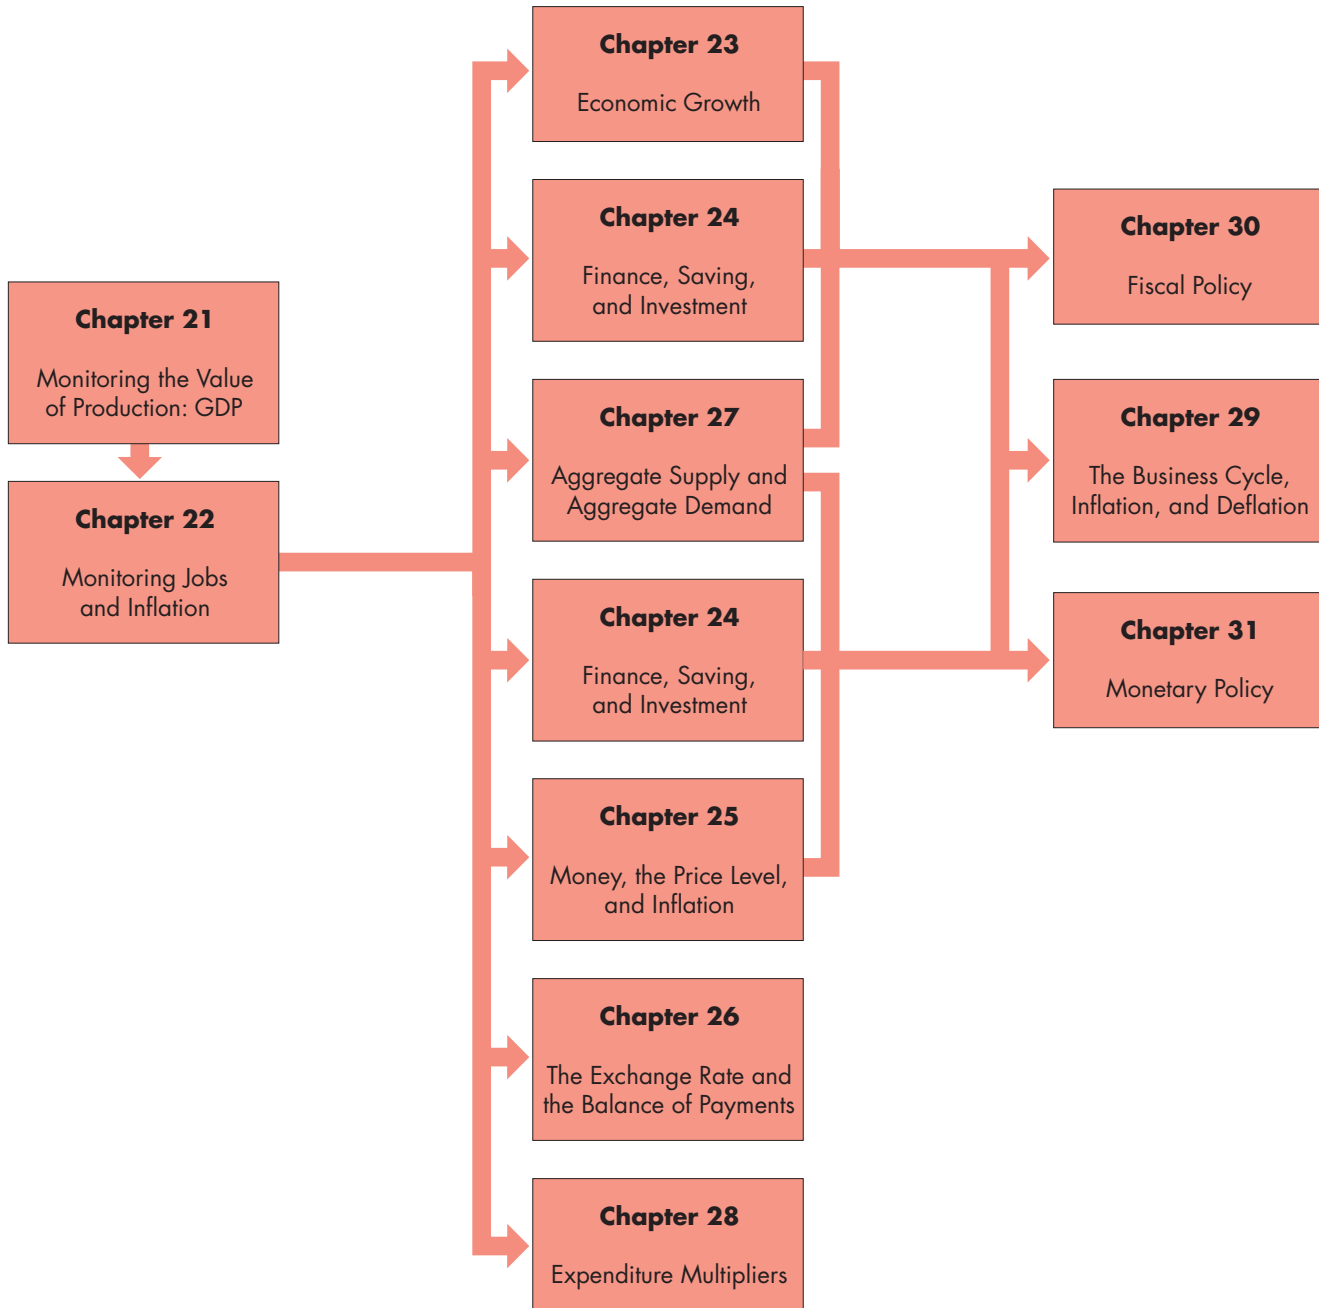 Chapter 21
Monitoring the Value
of Production: GDP
Chapter 22
Monitoring Jobs
and Inflation
Chapter 23
Economic Growth
Chapter 24
Finance, Saving,
and Investment
Chapter 27
Aggregate Supply and
Aggregate Demand
Chapter 24
Finance, Saving,
and Investment
Chapter 25
Money, the Price Level,
and Inflation
Chapter 26
The Exchange Rate and
the Balance of Payments
Chapter 28
Expenditure Multipliers
Chapter 30
Fiscal Policy
Chapter 29
The Business Cycle,
Inflation, and Deflation
Chapter 31
Monetary Policy